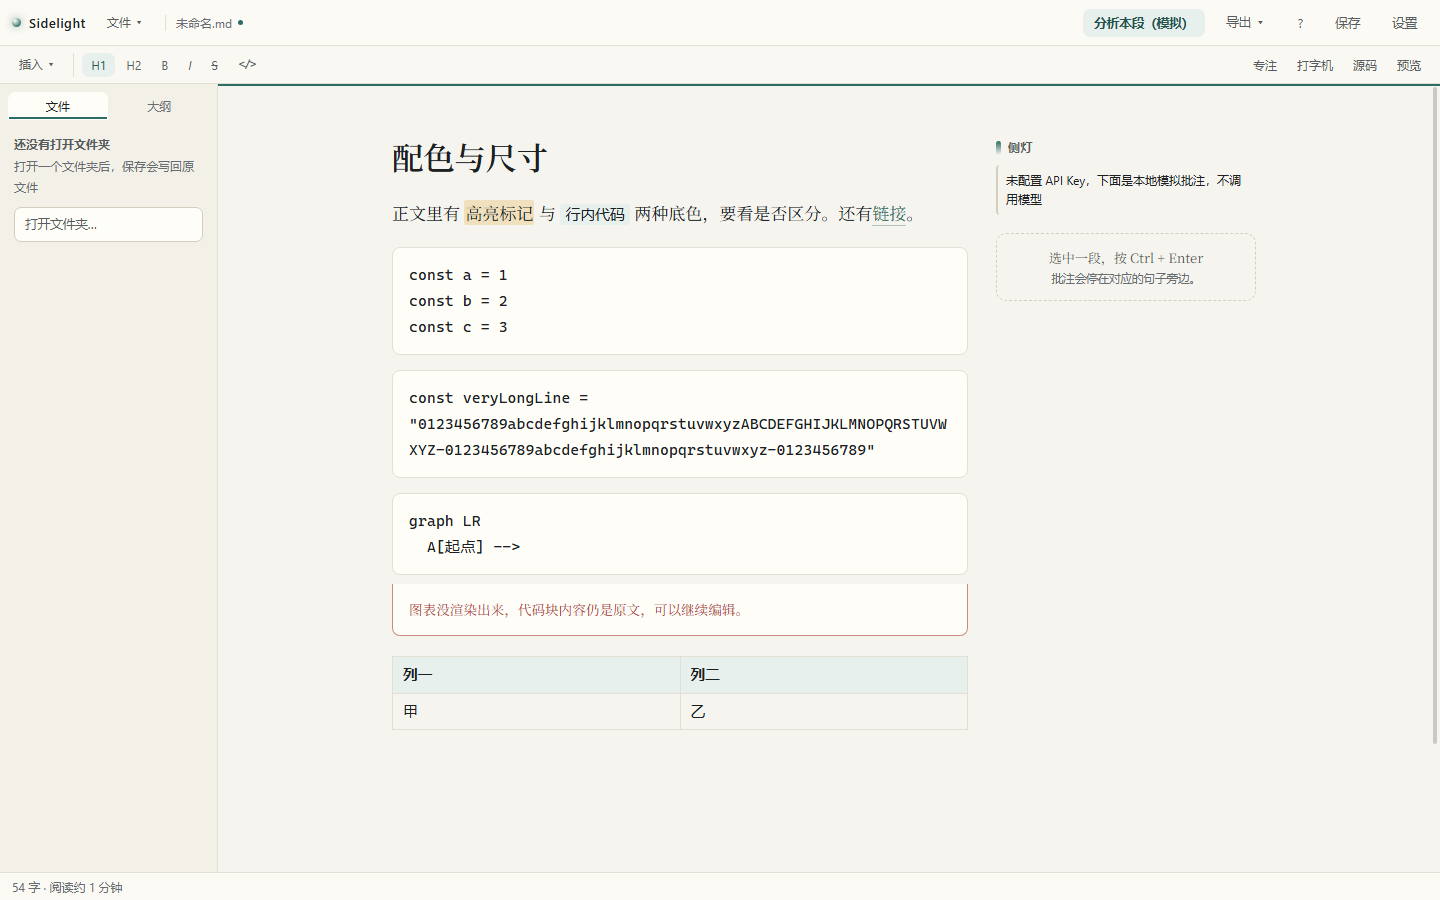 Sidelight 文件 未命名.md 分析本段（模拟） 导出 ? 保存 设置
插入 H1 H2 B I S </> 专注 打字机 源码 预览
文件 大纲
还没有打开文件夹
打开一个文件夹后，保存会写回原
文件
打开文件夹...
配色与尺寸
正文里有 高亮标记 与 行内代码 两种底色，要看是否区分。还有链接。
const a = 1
const b = 2
const c = 3
const veryLongLine =
"0123456789abcdefghijklmnopqrstuvwxyzABCDEFGHIJKLMNOPQRSTUVW
XYZ-0123456789abcdefghijklmnopqrstuvwxyz-0123456789"
graph LR
A[起点] -->
图表没渲染出来，代码块内容仍是原文，可以继续编辑。
列一 列二
甲 乙
侧灯
未配置 API Key，下面是本地模拟批注，不调
用模型
选中一段，按 Ctrl + Enter
批注会停在对应的句子旁边。
54 字 · 阅读约 1 分钟